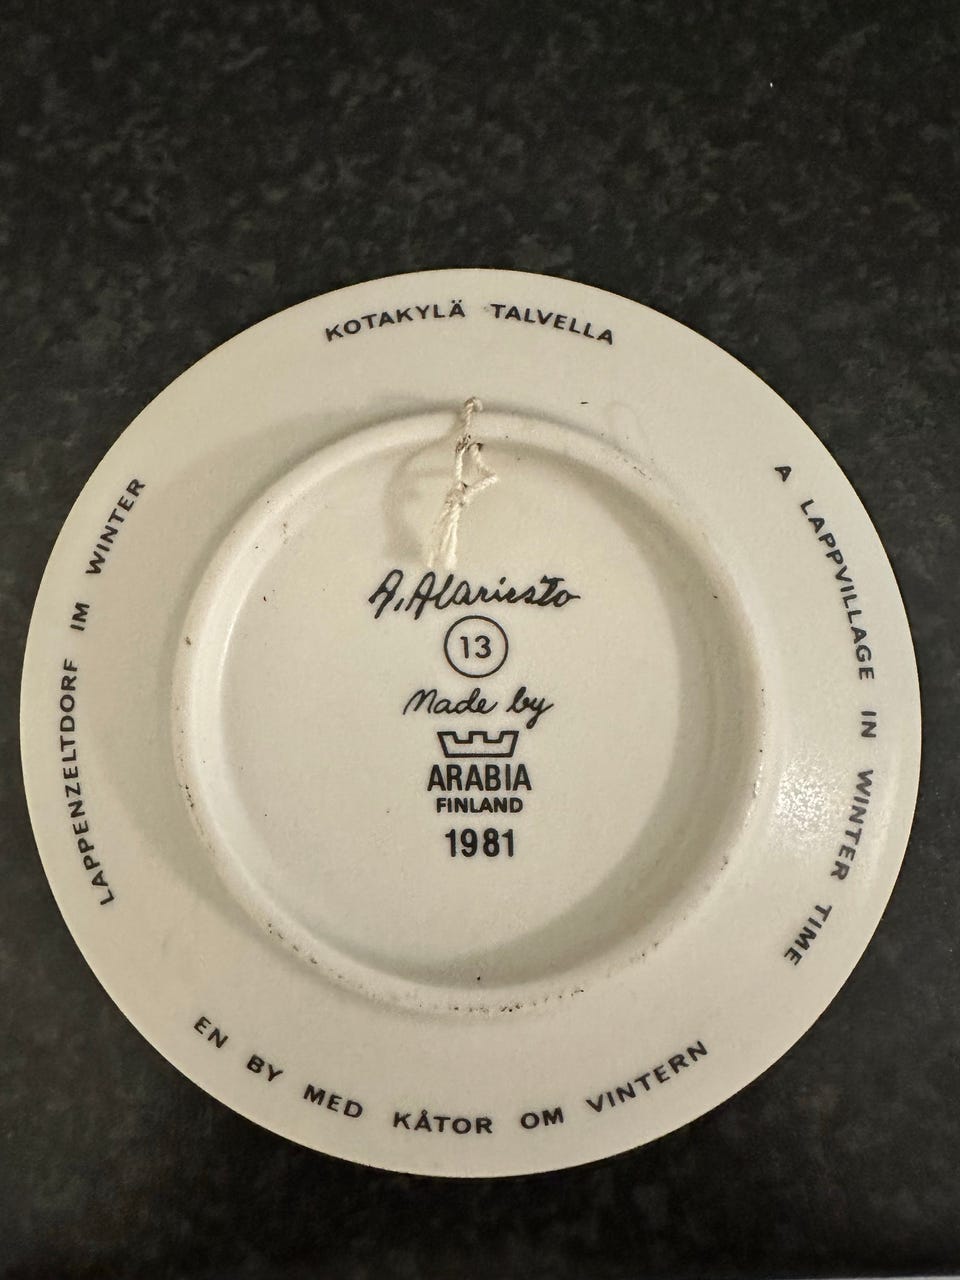 KOTAKYLÄ TALVELLA
A LAPPVILLAGE IN WINTER TIME
EN BY MED KÅTOR OM VINTERN
LAPPENZELTDORF IM WINTER
A. Alariesto
13
Made by
ARABIA
FINLAND
1981